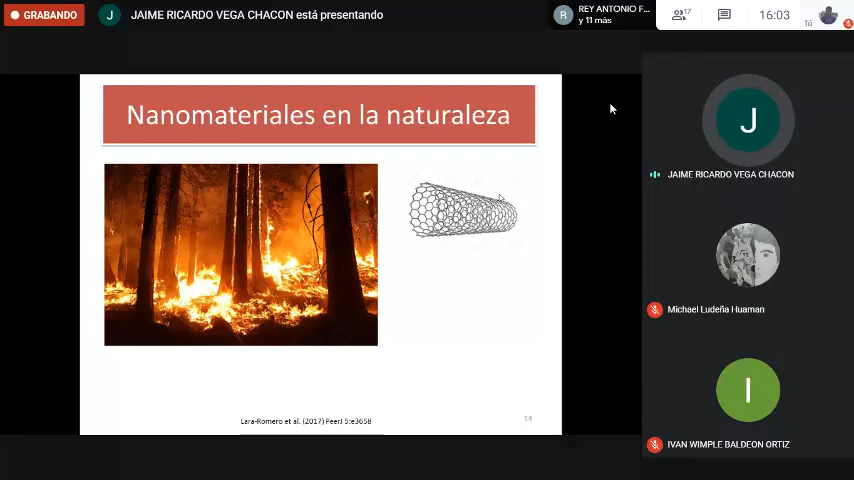 GRABANDO
J
JAIME RICARDO VEGA CHACON está presentando
R
REY ANTONIO F...
y 11 más
17
16:03
Tú
Nanomateriales en la naturaleza
Lara-Romero et al. (2017) PeerJ 5:e3658
14
J
JAIME RICARDO VEGA CHACON
Michael Ludeña Huaman
I
IVAN WIMPLE BALDEON ORTIZ